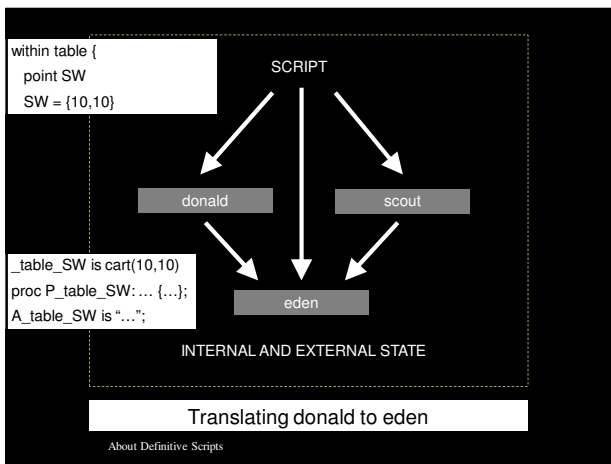 within table {
point SW
SW = {10,10}
SCRIPT
donald
scout
_table_SW is cart(10,10)
proc P_table_SW: … {…};
A_table_SW is “…”;
eden
INTERNAL AND EXTERNAL STATE
Translating donald to eden
About Definitive Scripts